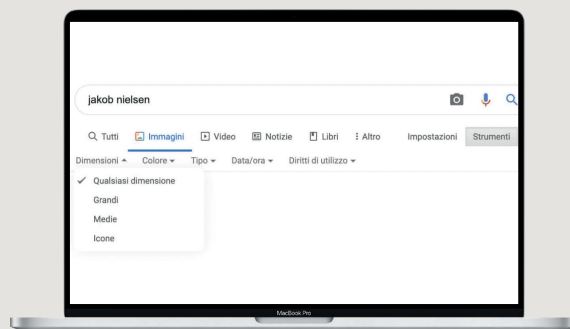 jakob nielsen
Tutti Immagini Video Notizie Libri Altro Impostazioni Strumenti
Dimensioni Colore Tipo Data/ora Diritti di utilizzo
Qualsiasi dimensione
Grandi
Medie
Icone
MacBook Pro